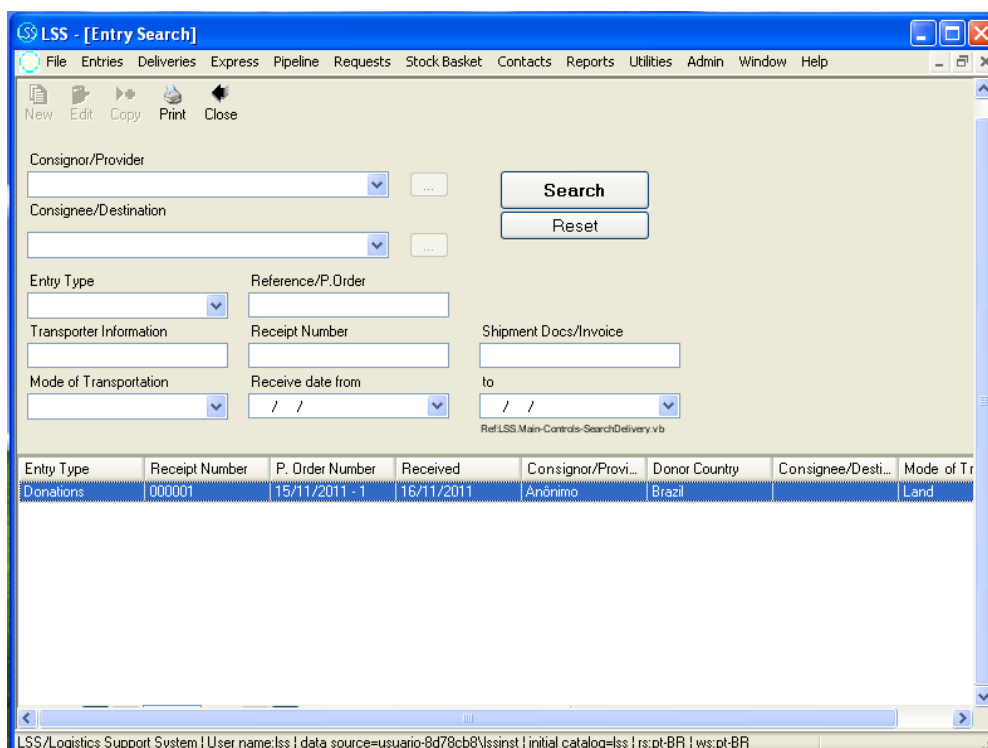 LSS LSS - [Entry Search]
File Entries Deliveries Express Pipeline Requests Stock Basket Contacts Reports Utilities Admin Window Help
New Edit Copy Print Close
Consignor/Provider
...
Search
Consignee/Destination
Reset
...
Entry Type Reference/P.Order
Transporter Information Receipt Number Shipment Docs/Invoice
Mode of Transportation Receive date from to
/ / / /
Ref:LSS.Main-Controls-SearchDelivery.vb
Entry Type Receipt Number P. Order Number Received Consignor/Provi... Donor Country Consignee/Desti... Mode of Tr
Donations 000001 15/11/2011 - 1 16/11/2011 Anônimo Brazil Land
LSS/Logistics Support System | User name:lss | data source=usuario-8d78cb8\lssinst | initial catalog=lss | rs:pt-BR | ws:pt-BR